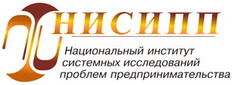 НИСИПП
Национальный институт
системных исследований
проблем предпринимательства